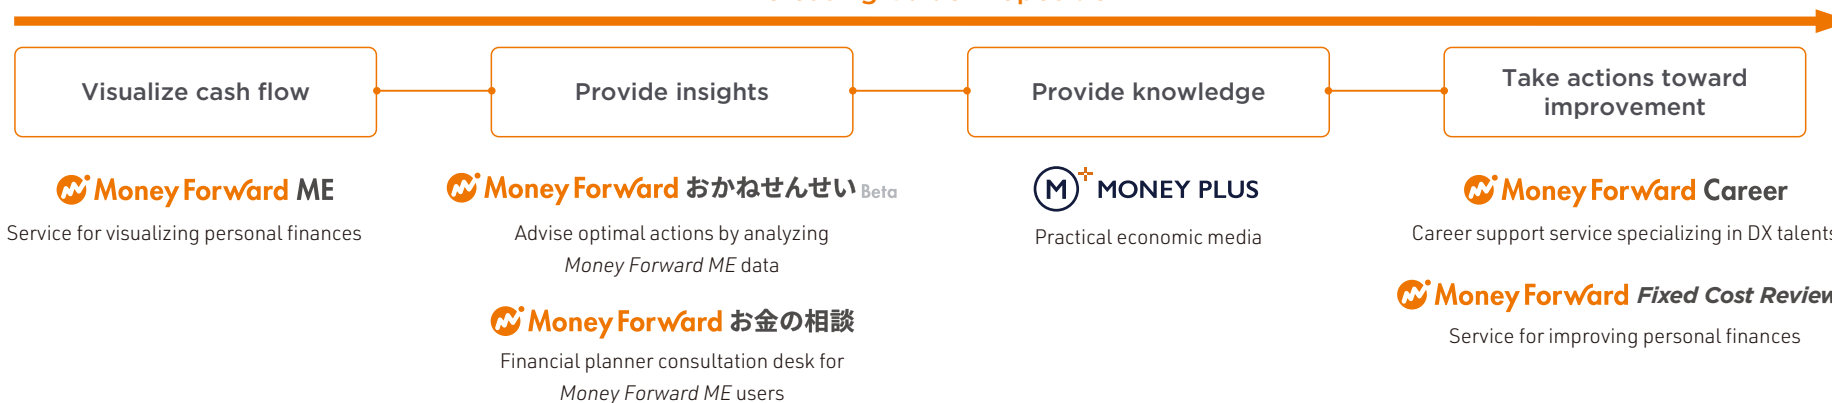 Visualize cash flow
Provide insights
Provide knowledge
Take actions toward
improvement
Money Forward ME
Service for visualizing personal finances
Money Forward おかねせんせい Beta
Advise optimal actions by analyzing
Money Forward ME data
Money Forward お金の相談
Financial planner consultation desk for
Money Forward ME users
M+ MONEY PLUS
Practical economic media
Money Forward Career
Career support service specializing in DX talents
Money Forward Fixed Cost Review
Service for improving personal finances